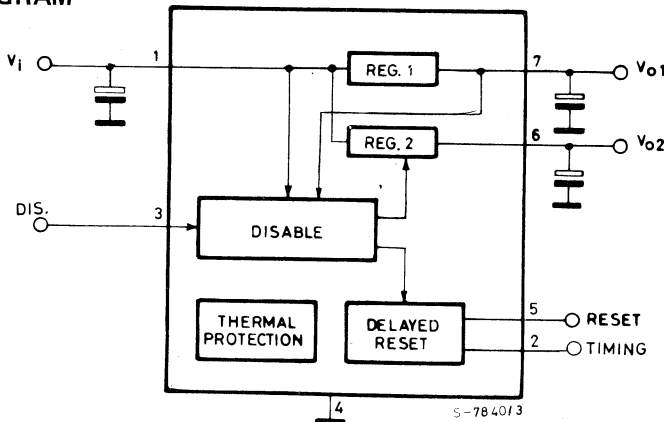 1
Vi
REG. 1
7
Vo1
REG. 2
6
Vo2
DIS.
3
DISABLE
THERMAL
PROTECTION
DELAYED
RESET
5
RESET
2
TIMING
4
S-7840/3